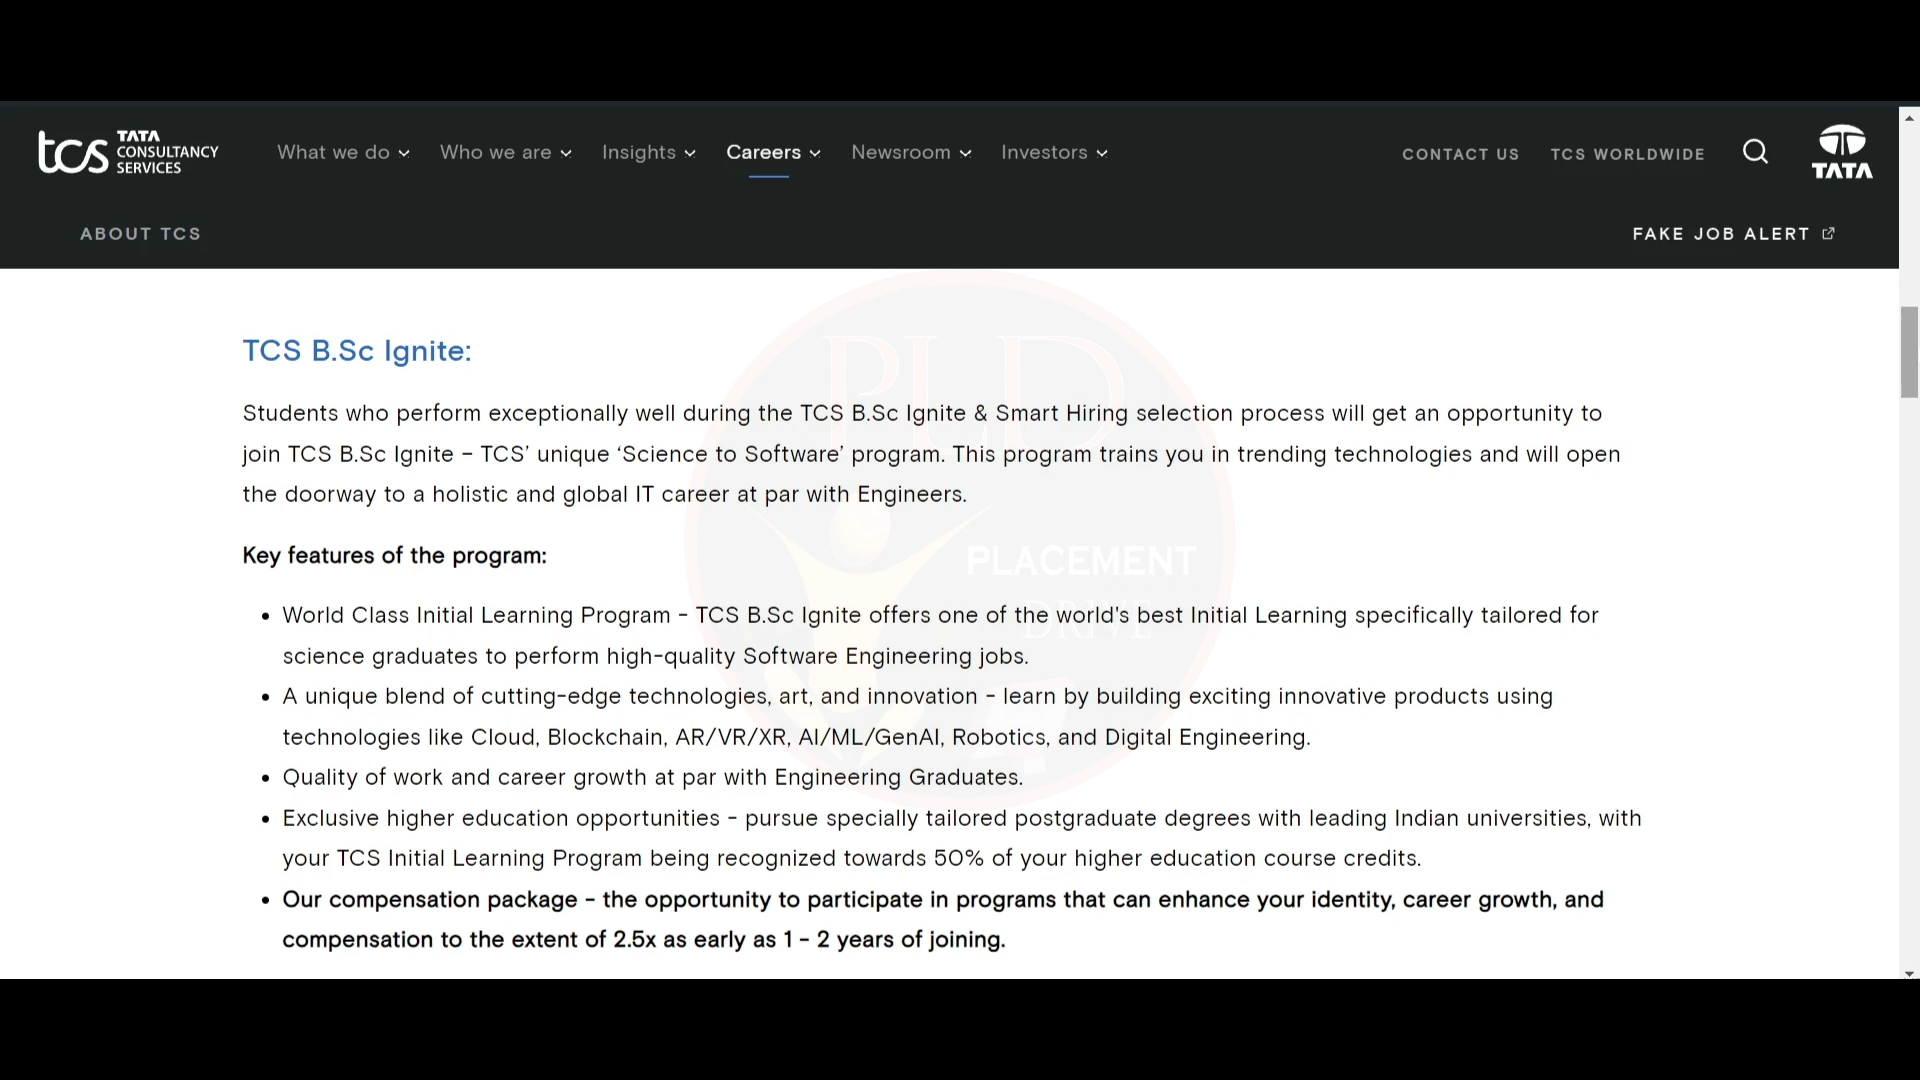 tcs TATA CONSULTANCY SERVICES
What we do Who we are Insights Careers Newsroom Investors CONTACT US TCS WORLDWIDE TATA
ABOUT TCS FAKE JOB ALERT
TCS B.Sc Ignite:
Students who perform exceptionally well during the TCS B.Sc Ignite & Smart Hiring selection process will get an opportunity to
join TCS B.Sc Ignite – TCS’ unique ‘Science to Software’ program. This program trains you in trending technologies and will open
the doorway to a holistic and global IT career at par with Engineers.
Key features of the program:
• World Class Initial Learning Program – TCS B.Sc Ignite offers one of the world's best Initial Learning specifically tailored for
science graduates to perform high-quality Software Engineering jobs.
• A unique blend of cutting-edge technologies, art, and innovation – learn by building exciting innovative products using
technologies like Cloud, Blockchain, AR/VR/XR, AI/ML/GenAI, Robotics, and Digital Engineering.
• Quality of work and career growth at par with Engineering Graduates.
• Exclusive higher education opportunities – pursue specially tailored postgraduate degrees with leading Indian universities, with
your TCS Initial Learning Program being recognized towards 50% of your higher education course credits.
• Our compensation package – the opportunity to participate in programs that can enhance your identity, career growth, and
compensation to the extent of 2.5x as early as 1 – 2 years of joining.
PLD
PLACEMENT
DRIVE